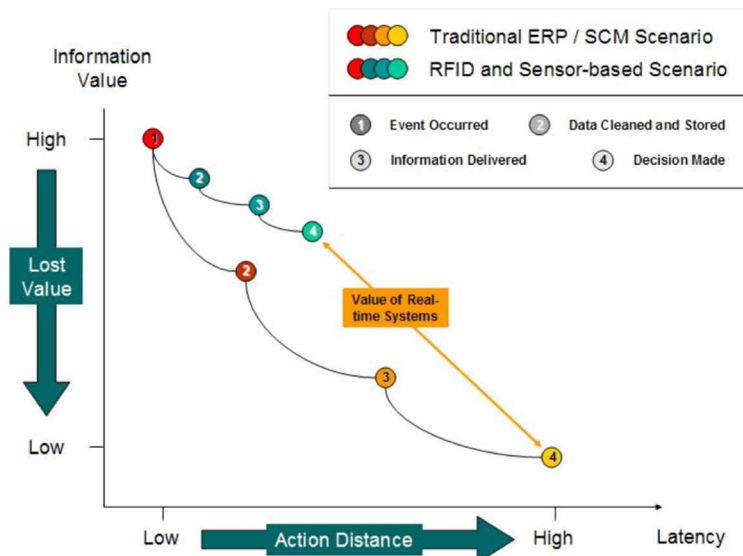 Information
Value
Traditional ERP / SCM Scenario
RFID and Sensor-based Scenario
1 Event Occurred
2 Data Cleaned and Stored
3 Information Delivered
4 Decision Made
High
1
2
3
4
Lost
Value
2
Value of Real-
time Systems
3
Low
4
Low
Action Distance
High
Latency